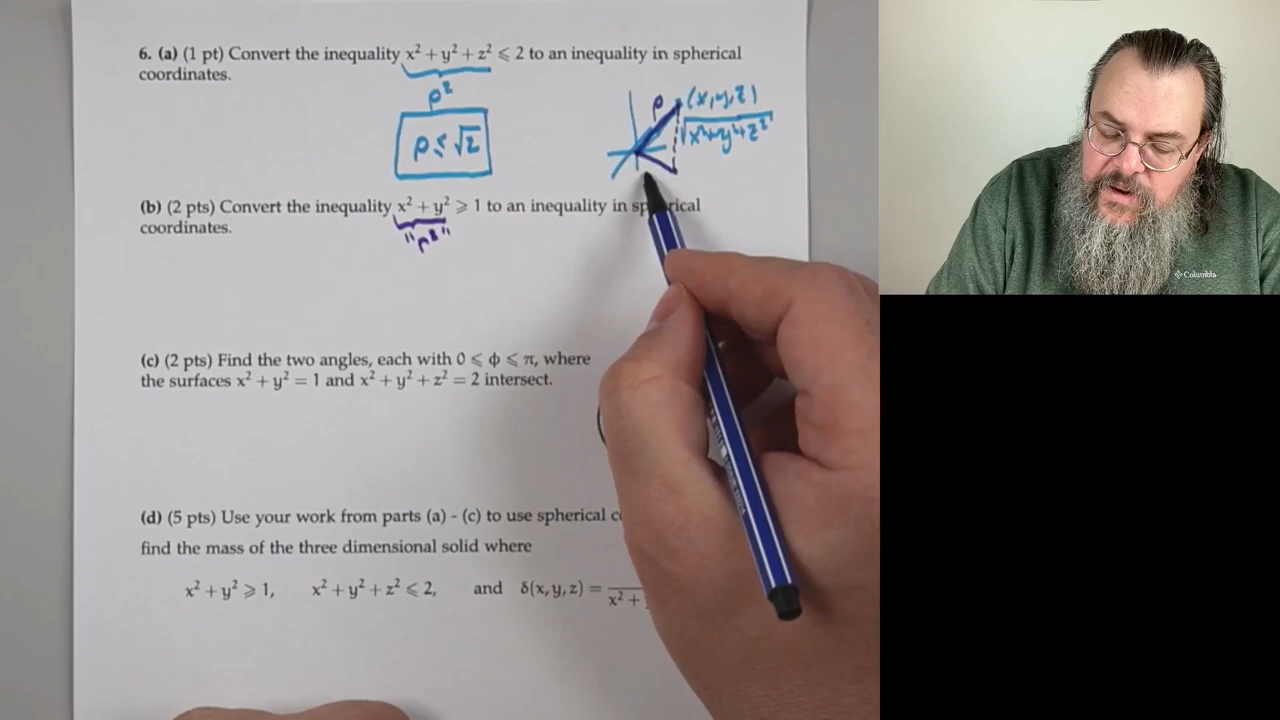 6. (a) (1 pt) Convert the inequality x² + y² + z² ⩽ 2 to an inequality in spherical
coordinates.
ρ²
ρ ≤ √2
ρ
(x,y,z)
√x²+y²+z²
(b) (2 pts) Convert the inequality x² + y² ⩾ 1 to an inequality in spherical
coordinates.
"r²"
(c) (2 pts) Find the two angles, each with 0 ⩽ ϕ ⩽ π, where
the surfaces x² + y² = 1 and x² + y² + z² = 2 intersect.
(d) (5 pts) Use your work from parts (a) - (c) to use spherical
find the mass of the three dimensional solid where
x² + y² ⩾ 1, x² + y² + z² ⩽ 2, and δ(x, y, z) =
x² +
Columbia